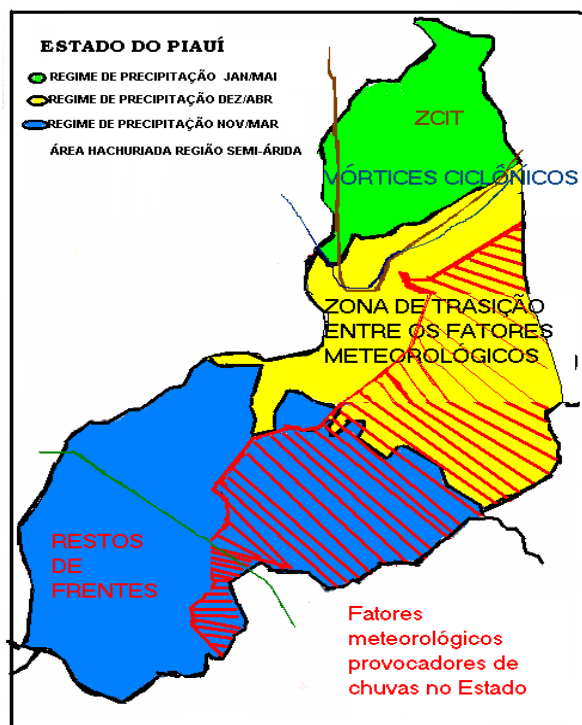 ESTADO DO PIAUÍ
REGIME DE PRECIPITAÇÃO JAN/MAI
REGIME DE PRECIPITAÇÃO DEZ/ABR
REGIME DE PRECIPITAÇÃO NOV/MAR
ÁREA HACHURIADA REGIÃO SEMI-ÁRIDA
ZCIT
VÓRTICES CICLÔNICOS
ZONA DE TRASIÇÃO
ENTRE OS FATORES
METEOROLÓGICOS
RESTOS
DE
FRENTES
Fatores
meteorológicos
provocadores de
chuvas no Estado